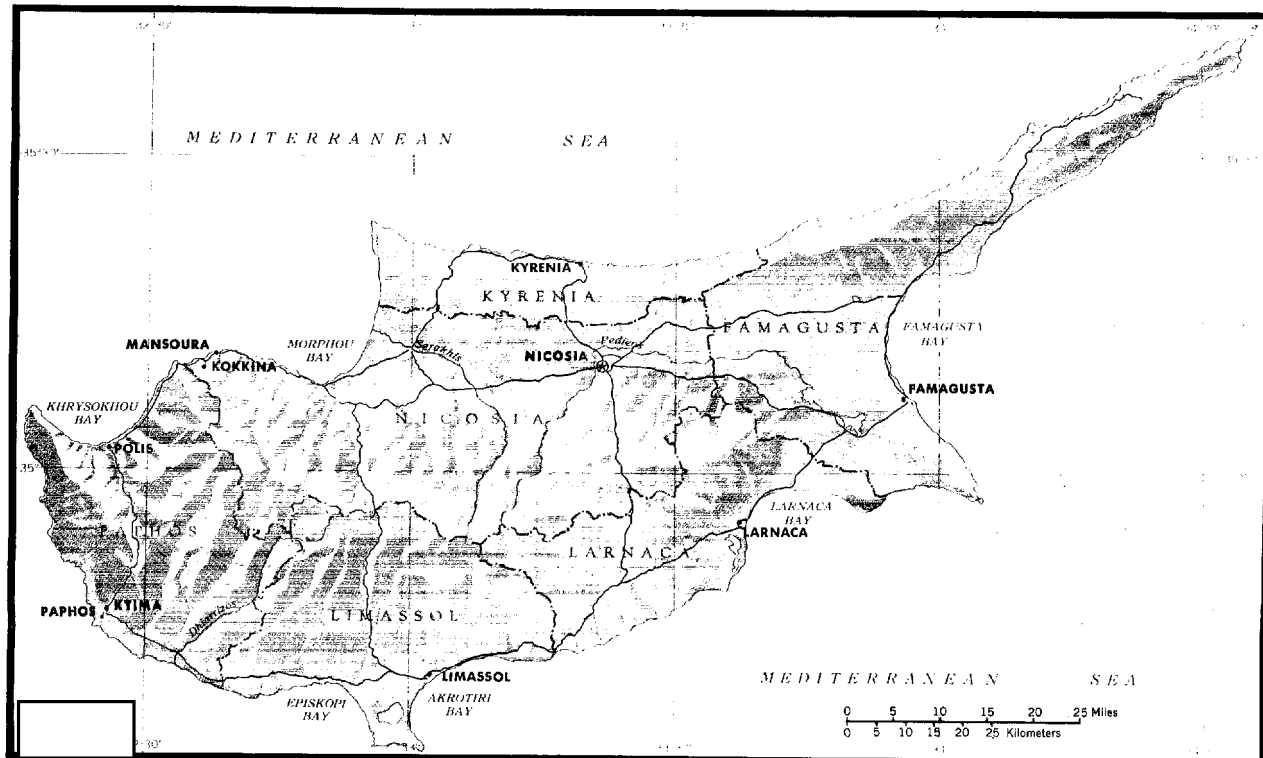 MEDITERRANEAN SEA
KYRENIA
KYRENIA
FAMAGUSTA
FAMAGUSTA
BAY
MORPHOU
BAY
Serakhis
Pedieos
MANSOURA
NICOSIA
KOKKINA
FAMAGUSTA
KHRYSOKHOU
BAY
NICOSIA
POLIS
35°
LARNACA
BAY
PAPHOS
LARNACA
LARNACA
PAPHOS
KTIMA
Dhiarizos
LIMASSOL
LIMASSOL
MEDITERRANEAN SEA
EPISKOPI
BAY
AKROTIRI
BAY
0 5 10 15 20 25 Miles
0 5 10 15 20 25 Kilometers